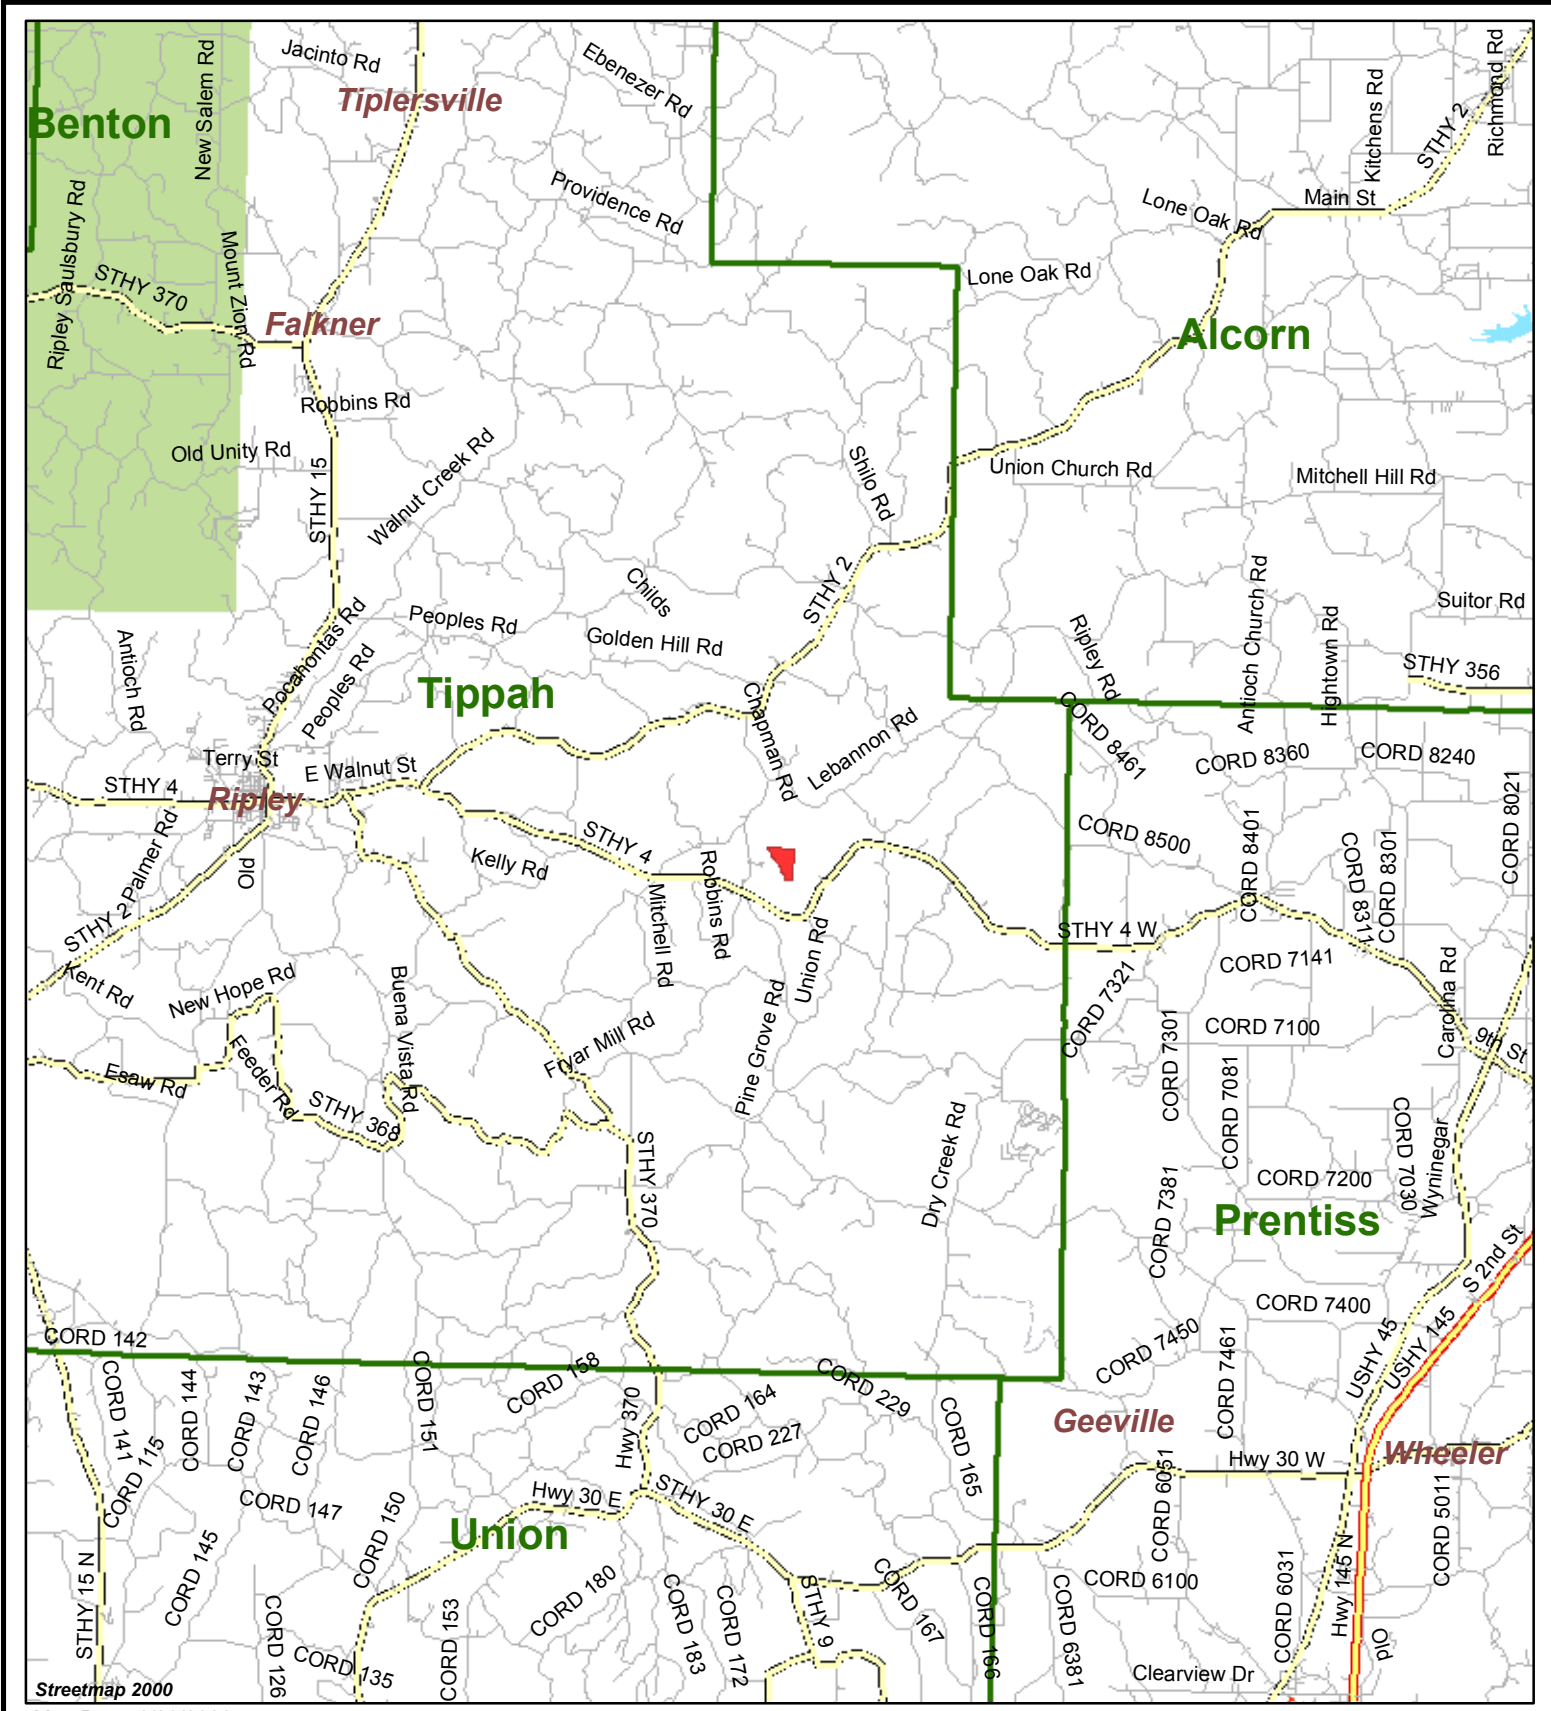 Jacinto Rd
Ebenezer Rd
New Salem Rd
Tiplersville
Benton
Kitchens Rd
STHY 2
Richmond Rd
Providence Rd
Main St
Lone Oak Rd
Ripley Saulsbury Rd
STHY 370
Mount Zion Rd
Lone Oak Rd
Falkner
Alcorn
Robbins Rd
Old Unity Rd
STHY 15
Walnut Creek Rd
Shilo Rd
Union Church Rd
Mitchell Hill Rd
Childs
STHY 2
Suitor Rd
Antioch Rd
Pocahontas Rd
Peoples Rd
Peoples Rd
Golden Hill Rd
Ripley Rd
Antioch Church Rd
Hightown Rd
STHY 356
Tippah
Chapman Rd
Lebannon Rd
CORD 8461
CORD 8360
CORD 8240
Terry St
E Walnut St
STHY 4
Ripley
CORD 8021
Palmer Rd
STHY 2
Old
Kelly Rd
STHY 4
Mitchell Rd
Robbins Rd
CORD 8500
CORD 8401
CORD 8311
CORD 8301
Union Rd
STHY 4 W
CORD 7141
Kent Rd
New Hope Rd
Buena Vista Rd
Fryar Mill Rd
Pine Grove Rd
CORD 7321
CORD 7301
CORD 7100
Carolina Rd
9th St
Esaw Rd
Feeder Rd
STHY 368
STHY 370
Dry Creek Rd
CORD 7081
CORD 7030
Wyninegar
CORD 7200
CORD 7381
Prentiss
S 2nd St
CORD 7400
CORD 142
CORD 7450
CORD 7461
USHY 45
USHY 145
CORD 141
CORD 115
CORD 144
CORD 143
CORD 146
CORD 151
CORD 158
Hwy 370
CORD 164
CORD 227
CORD 229
CORD 165
Geeville
Wheeler
Hwy 30 W
CORD 147
CORD 150
Hwy 30 E
STHY 30 E
Union
CORD 6051
CORD 5011
STHY 15 N
CORD 145
CORD 126
CORD 135
CORD 153
CORD 180
CORD 183
CORD 172
STHY 9
CORD 167
CORD 166
CORD 6381
CORD 6100
CORD 6031
Hwy 145 N
Old
Clearview Dr
Streetmap 2000